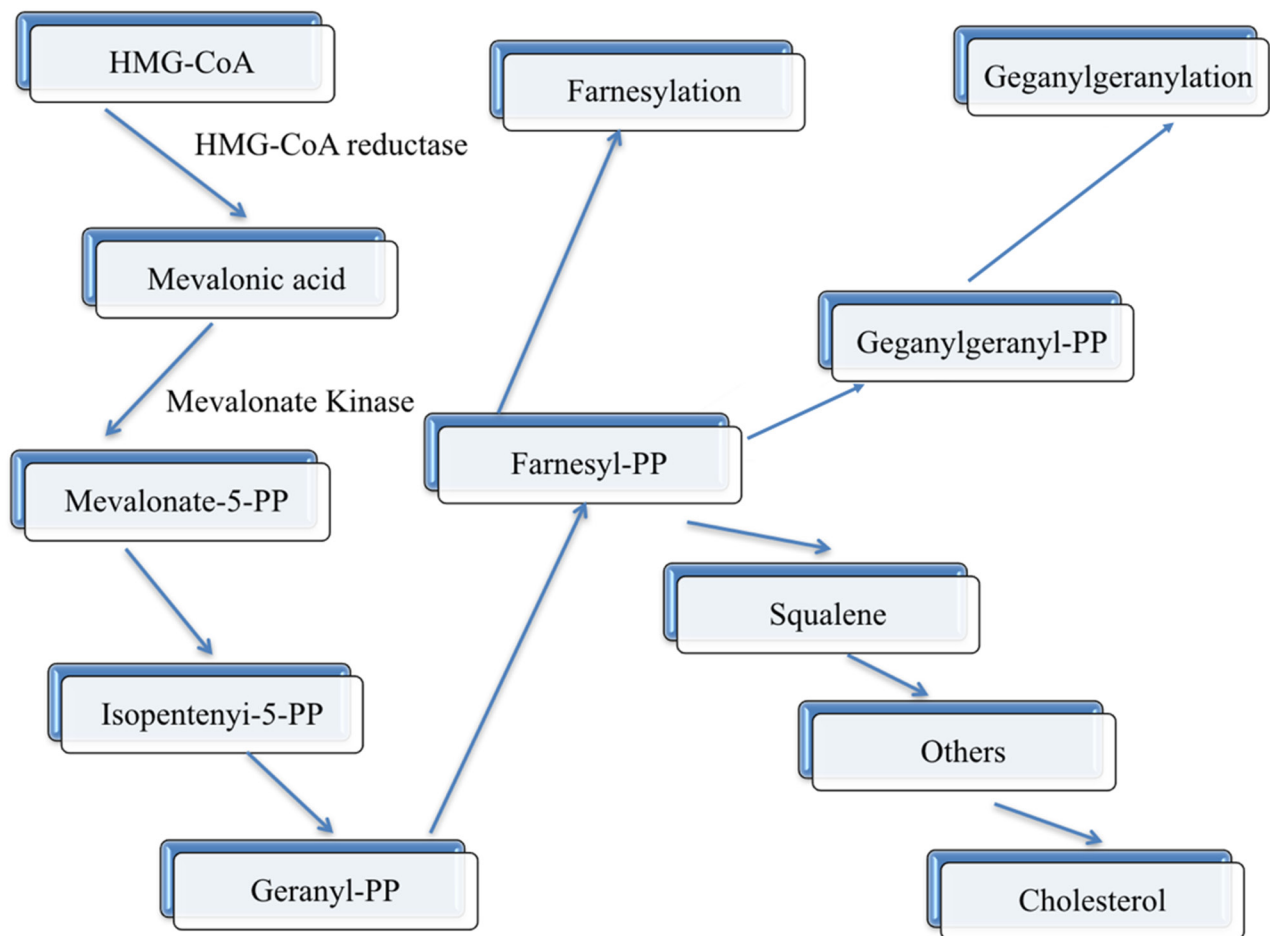 HMG-CoA
HMG-CoA reductase
Mevalonic acid
Mevalonate Kinase
Mevalonate-5-PP
Isopentenyi-5-PP
Geranyl-PP
Farnesylation
Farnesyl-PP
Geganylgeranylation
Geganylgeranyl-PP
Squalene
Others
Cholesterol